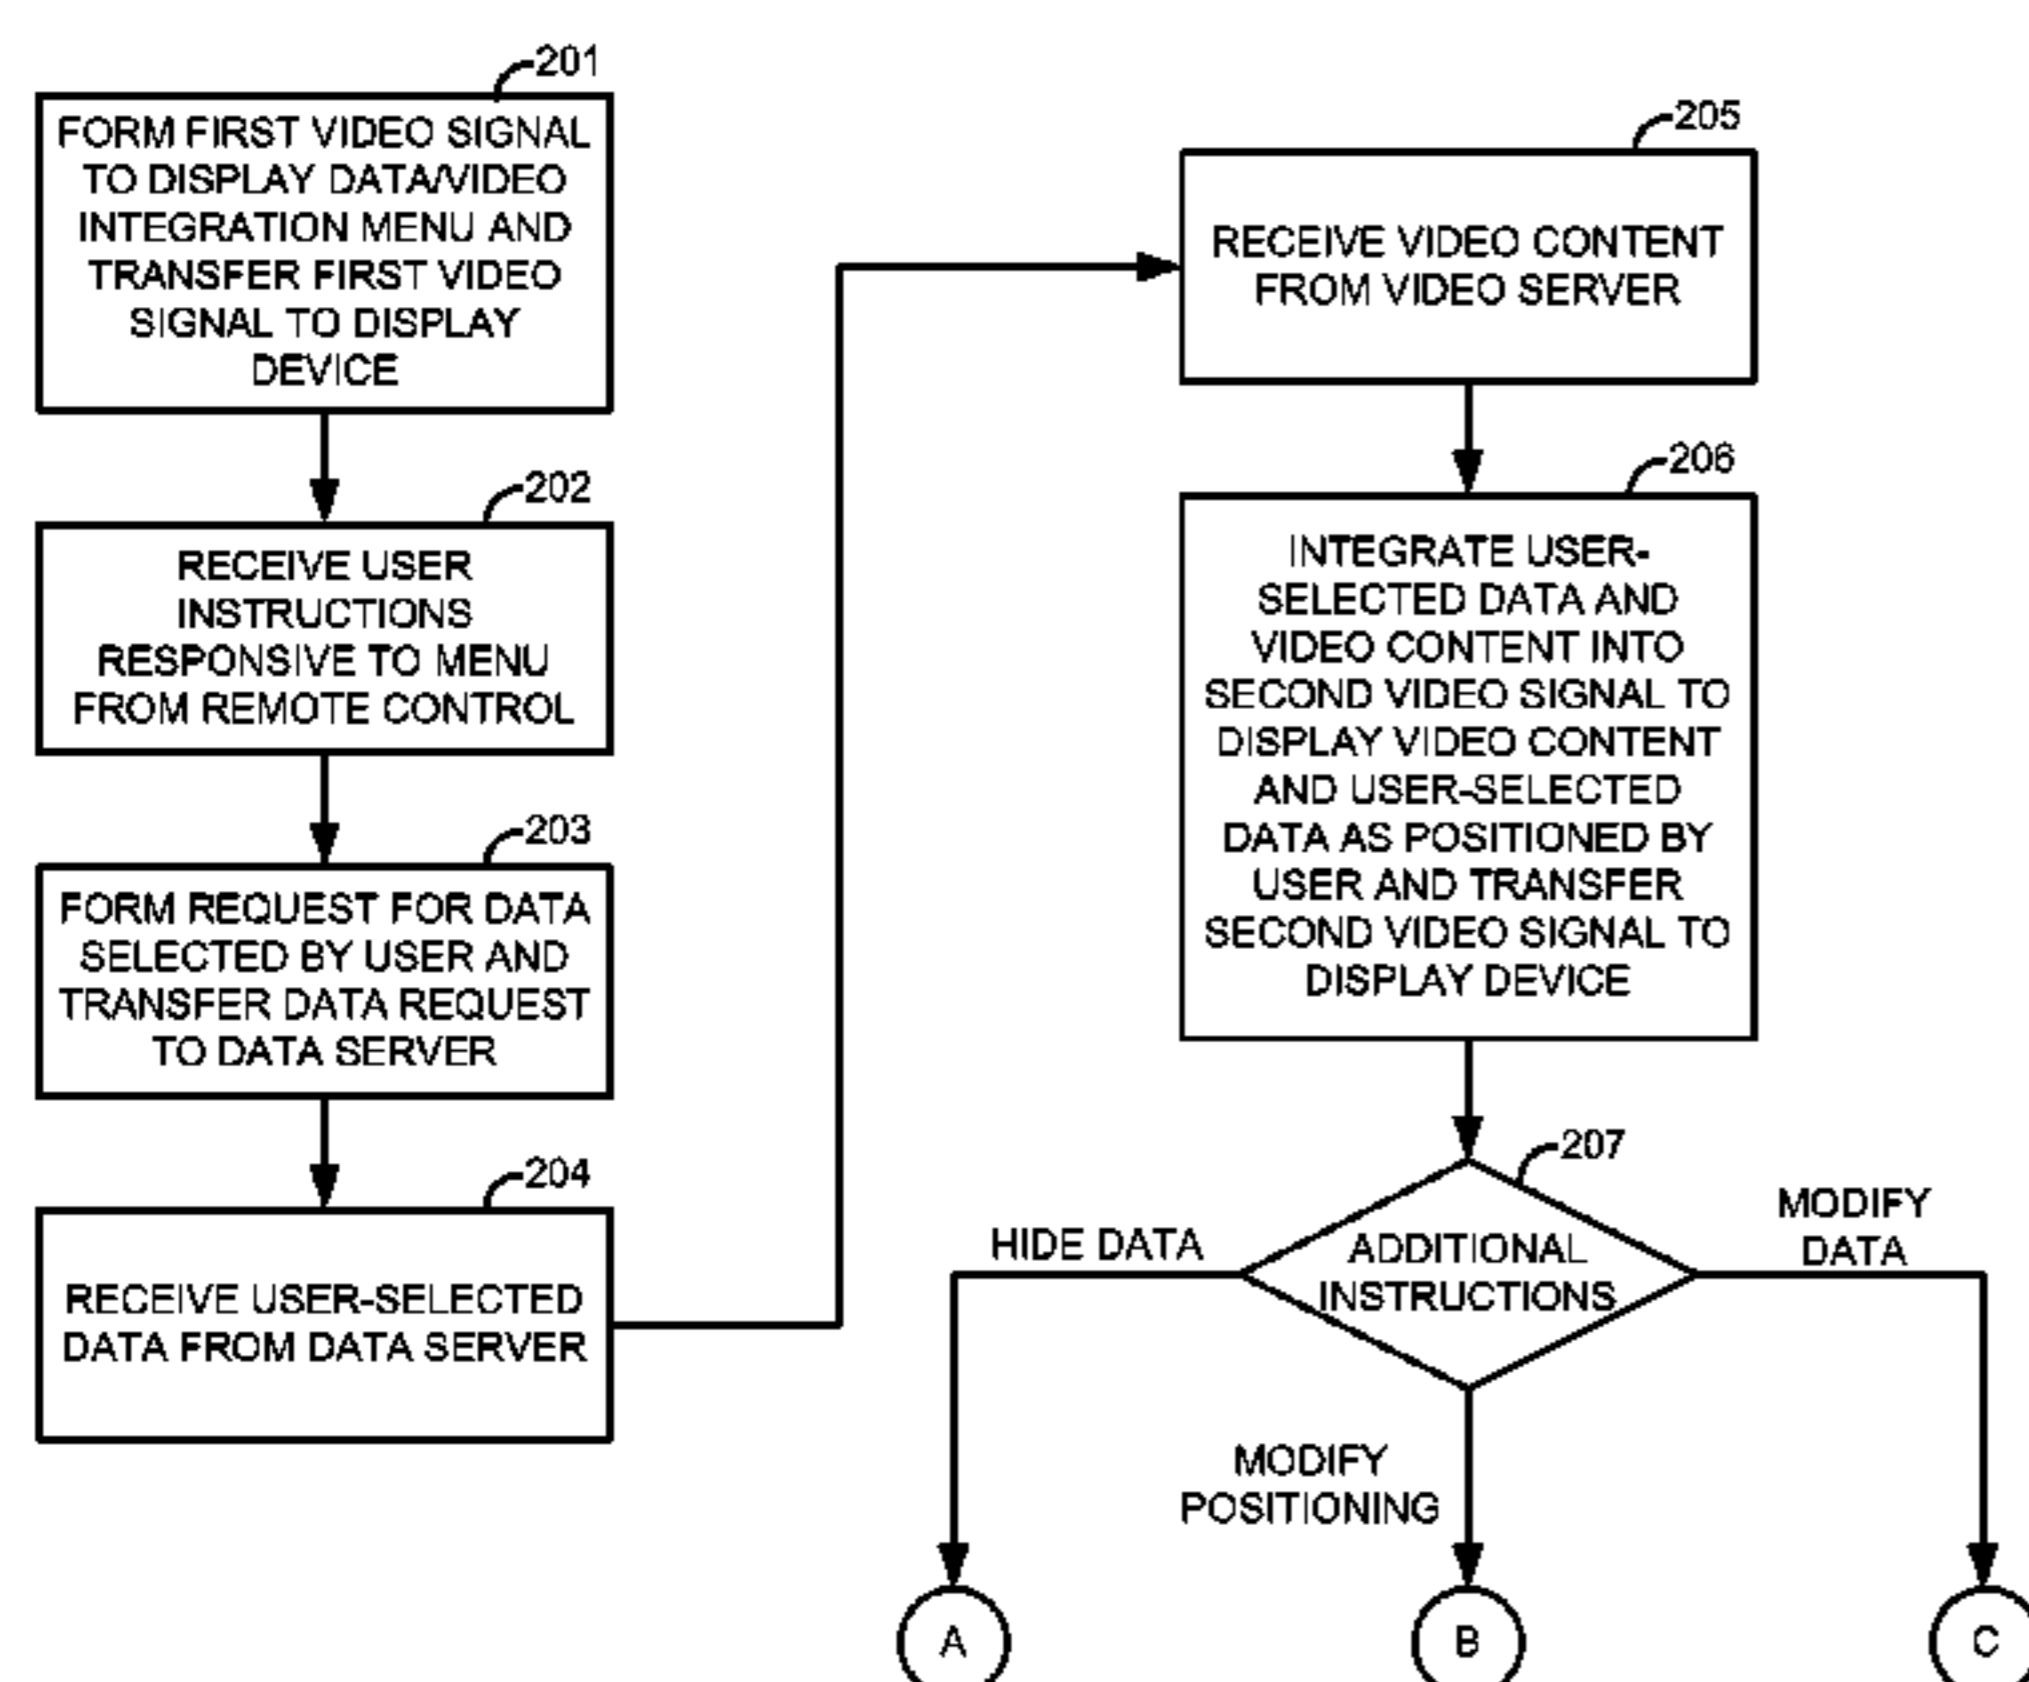 201
FORM FIRST VIDEO SIGNAL
TO DISPLAY DATA/VIDEO
INTEGRATION MENU AND
TRANSFER FIRST VIDEO
SIGNAL TO DISPLAY
DEVICE
202
RECEIVE USER
INSTRUCTIONS
RESPONSIVE TO MENU
FROM REMOTE CONTROL
203
FORM REQUEST FOR DATA
SELECTED BY USER AND
TRANSFER DATA REQUEST
TO DATA SERVER
204
RECEIVE USER-SELECTED
DATA FROM DATA SERVER
205
RECEIVE VIDEO CONTENT
FROM VIDEO SERVER
206
INTEGRATE USER-
SELECTED DATA AND
VIDEO CONTENT INTO
SECOND VIDEO SIGNAL TO
DISPLAY VIDEO CONTENT
AND USER-SELECTED
DATA AS POSITIONED BY
USER AND TRANSFER
SECOND VIDEO SIGNAL TO
DISPLAY DEVICE
207
ADDITIONAL
INSTRUCTIONS
HIDE DATA
MODIFY
POSITIONING
MODIFY
DATA
A
B
C